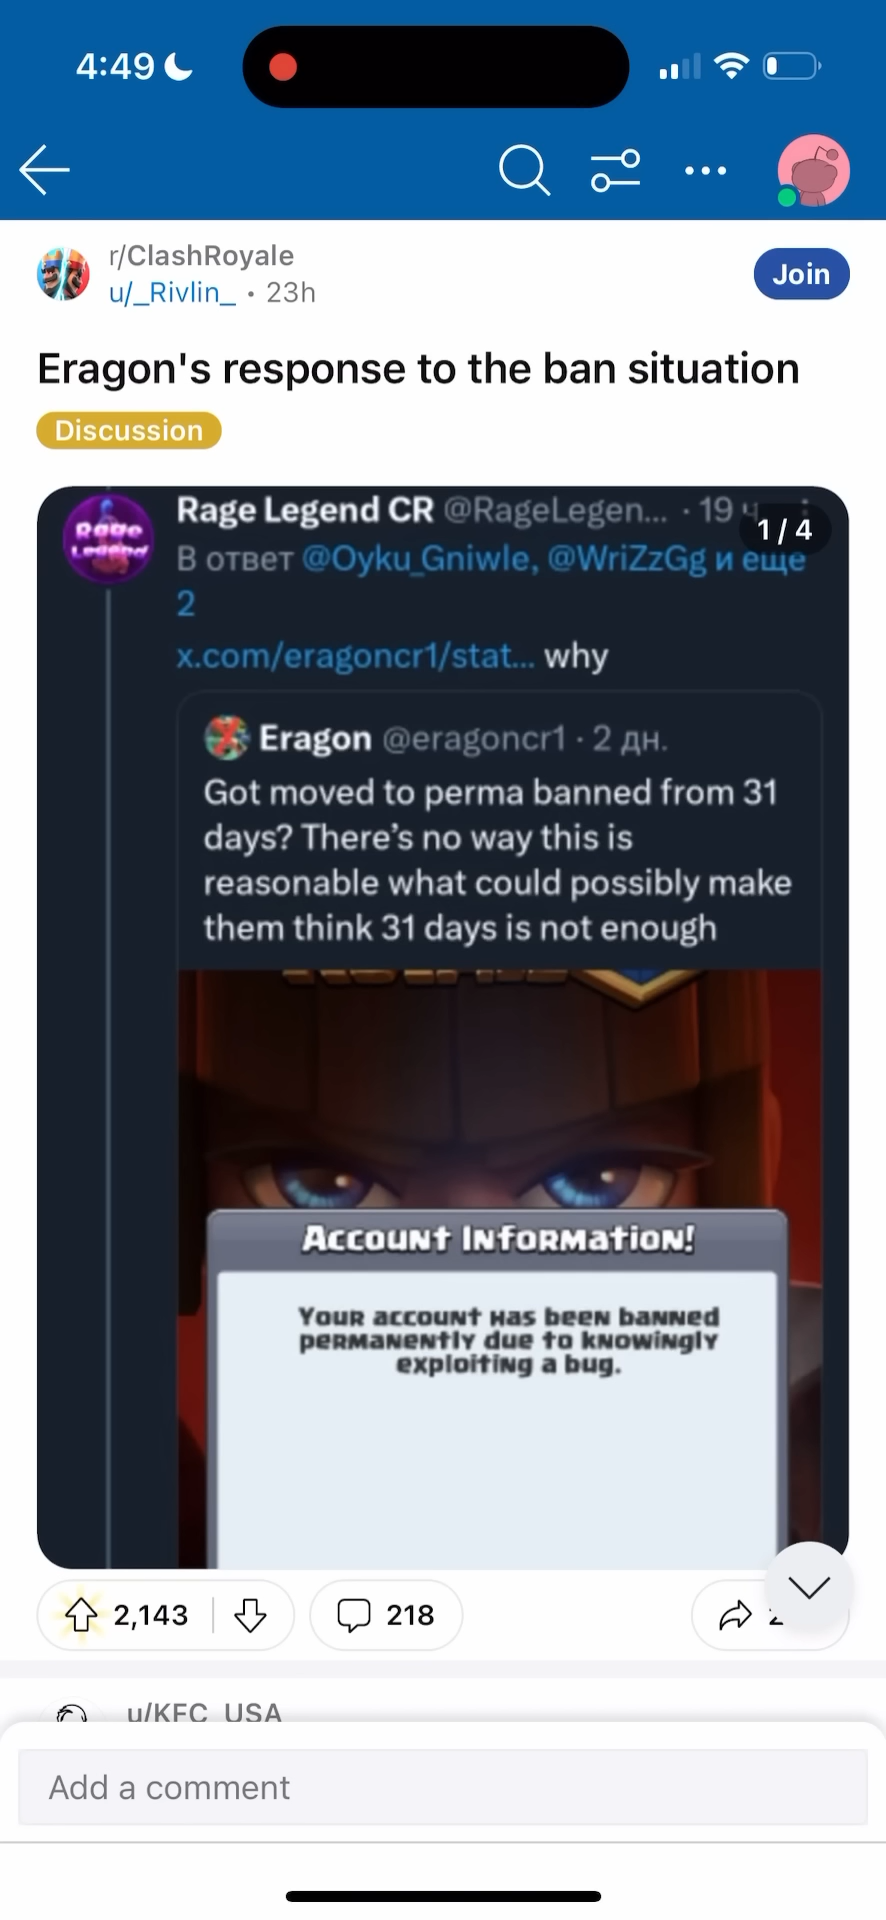 4:49
r/ClashRoyale
u/_Rivlin_ • 23h
Join
Eragon's response to the ban situation
Discussion
Rage Legend CR @RageLegen... · 19 ч
1 / 4
В ответ @Oyku_Gniwle, @WriZzGg и еще
2
x.com/eragoncr1/stat... why
Rage
Legend
Eragon @eragoncr1 · 2 дн.
Got moved to perma banned from 31
days? There’s no way this is
reasonable what could possibly make
them think 31 days is not enough
Account Information!
Your account has been banned
permanently due to knowingly
exploiting a bug.
2,143
218
u/KFC_USA
Add a comment